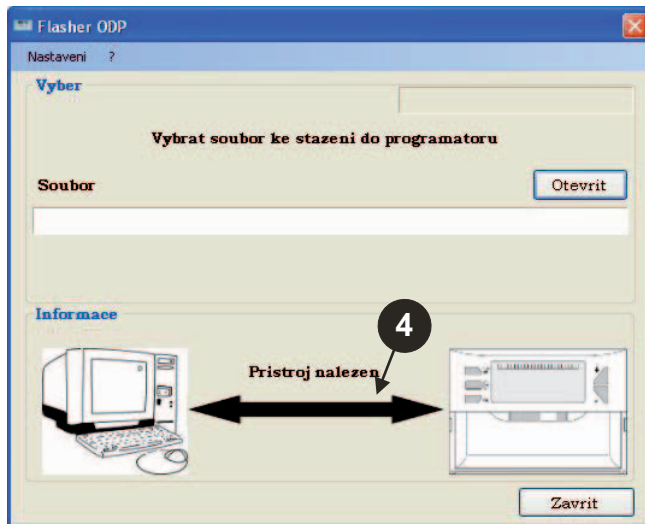 Flasher ODP
Nastaveni ?
Vyber
Vybrat soubor ke stazeni do programatoru
Soubor
Otevrit
Informace
4
Pristroj nalezen
Zavrit